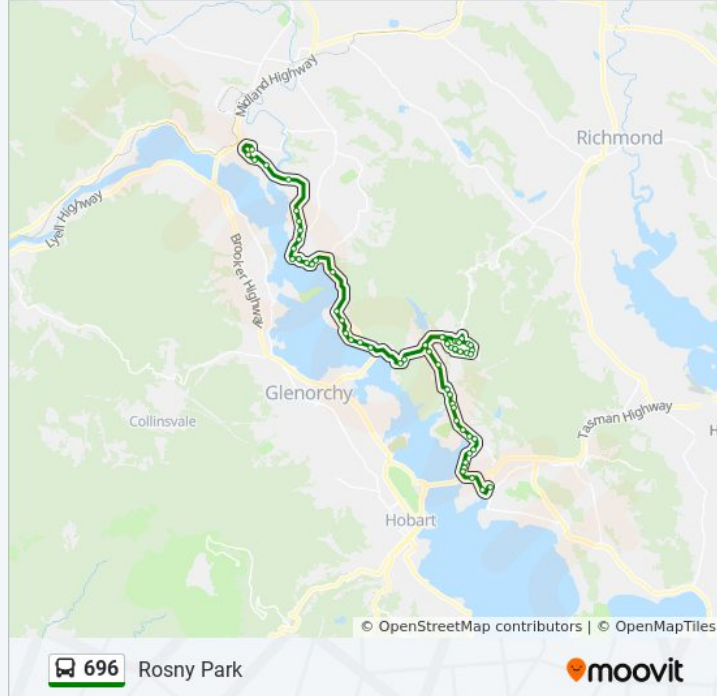 Midland Highway
Richmond
Lyell Highway
Brooker Highway
Glenorchy
Collinsvale
Tasman Highway
H
Hobart
© OpenStreetMap contributors | © OpenMapTiles
696 Rosny Park
moovit